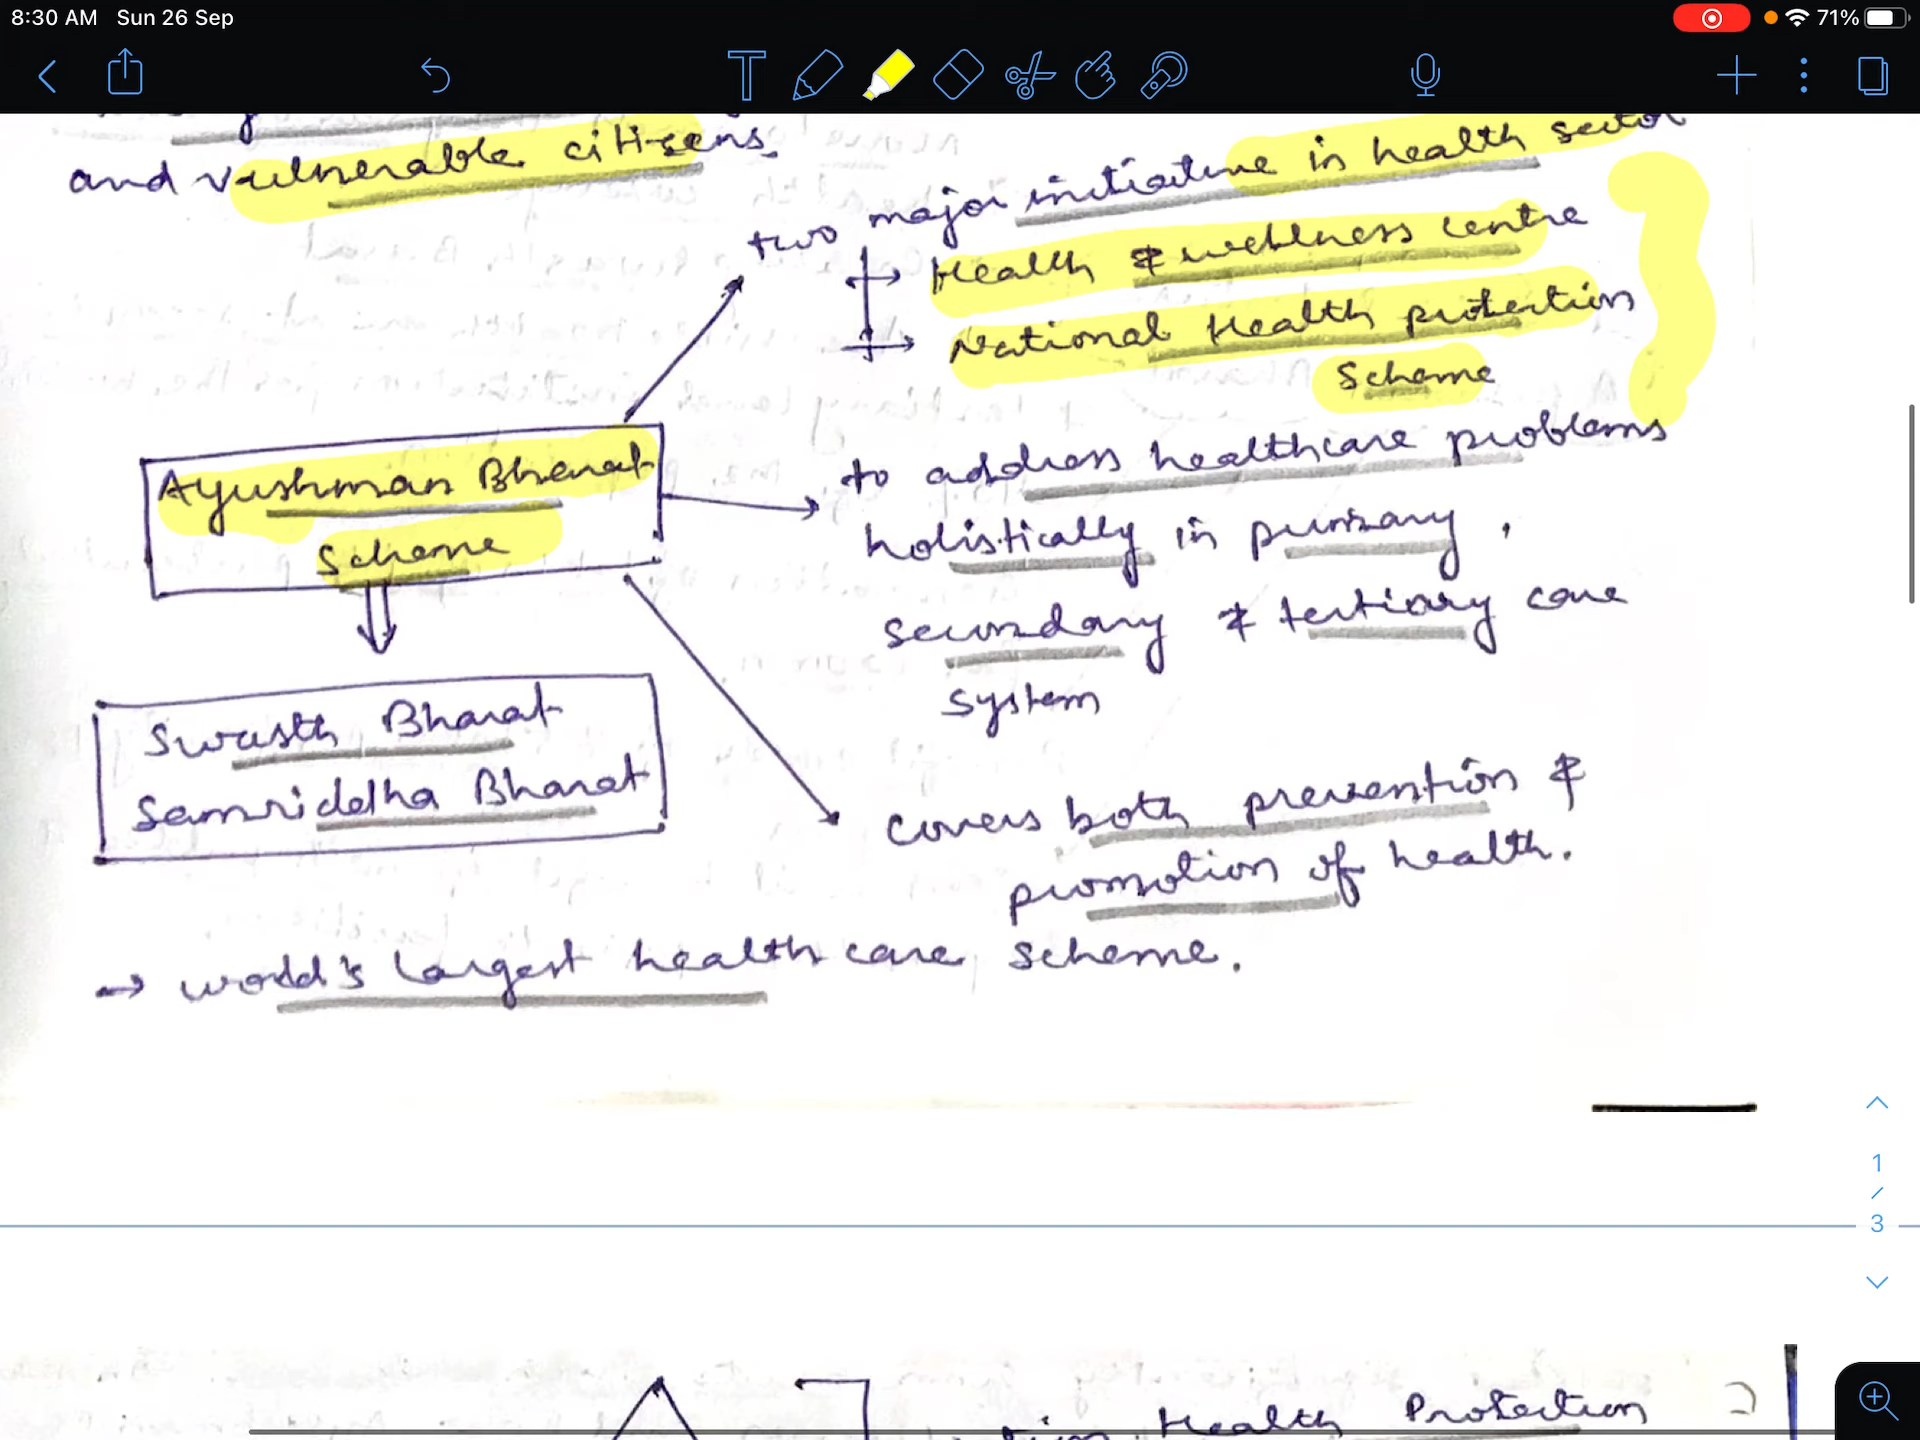 8:30 AM Sun 26 Sep
71%
and vulnerable citizens.
two major initiative in health sector
Health & wellness centre
National Health protection
Scheme
Ayushman Bharat
Scheme
to address healthcare problems
holistically in primary,
secondary & tertiary care
system
Swasth Bharat
Samriddha Bharat
covers both prevention &
promotion of health.
→ world's largest health care scheme.
1
/
3
Health Protection